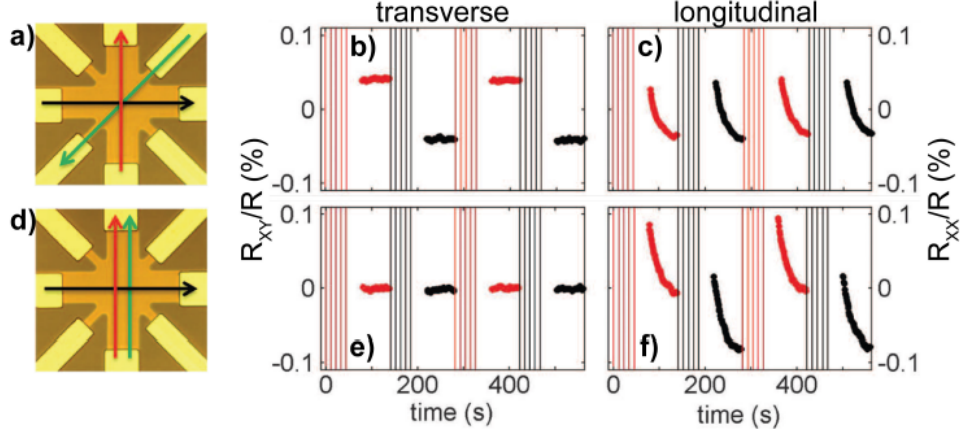 transverse
longitudinal
a)
b)
c)
0.1
0
-0.1
0.1
0
-0.1
d)
e)
f)
0.1
0
-0.1
0.1
0
-0.1
R_XY/R (%)
R_XX/R (%)
0 200 400
0 200 400
time (s)
time (s)